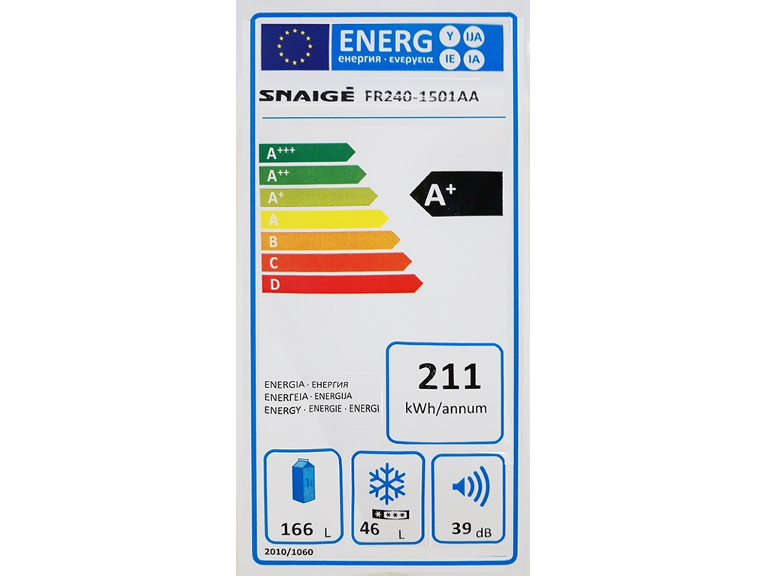 ENERG Y IJA IE IA
енергия · ενεργεια
SNAIGĖ FR240-1501AA
A+++
A++
A+
A+
A
B
C
D
211
kWh/annum
ENERGIA · ЕНЕРГИЯ
ΕΝΕΡΓΕΙΑ · ENERGIJA
ENERGY · ENERGIE · ENERGI
166 L
46 L
39 dB
2010/1060